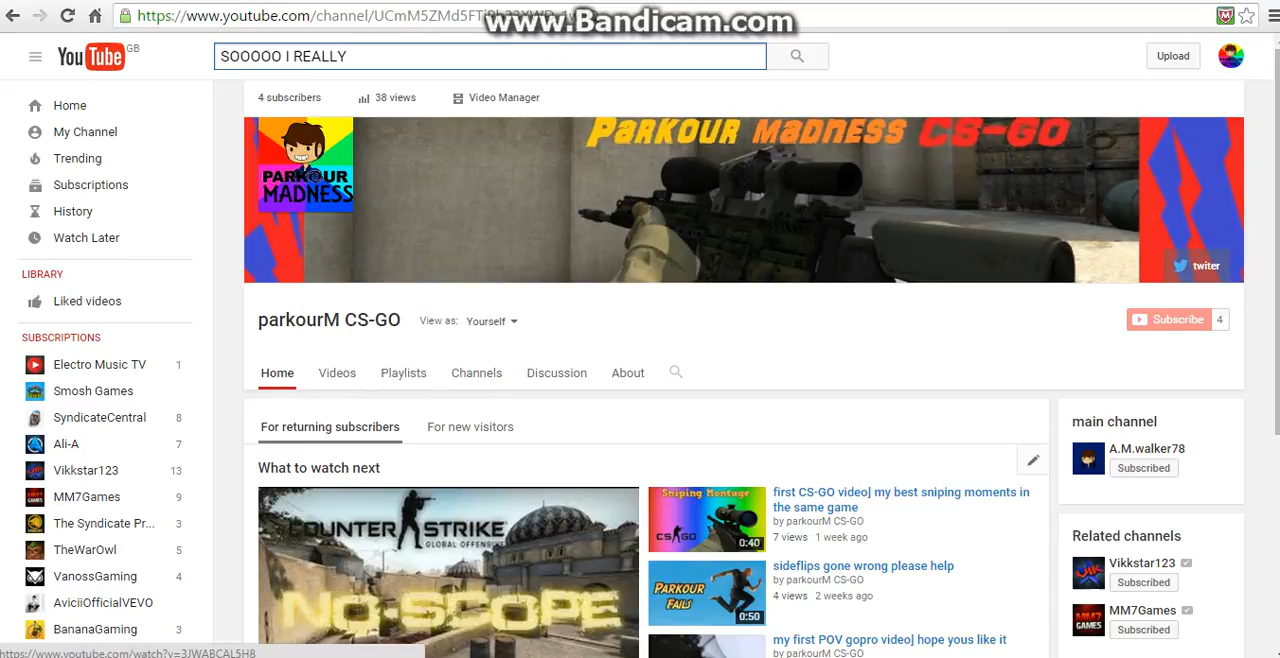 https://www.youtube.com/channel/UCmM5ZMd5FT
www.Bandicam.com
YouTube GB
SOOOOO I REALLY
Upload
4 subscribers 38 views Video Manager
PARKOUR MADNESS CS-GO
PARKOUR
MADNESS
twiter
parkourM CS-GO View as: Yourself
Subscribe 4
Home Videos Playlists Channels Discussion About
For returning subscribers For new visitors
What to watch next
COUNTER STRIKE
GLOBAL OFFENSIVE
NO-SCOPE
Sniping Montage
CS GO
0:40
first CS-GO video| my best sniping moments in
the same game
by parkourM CS-GO
7 views 1 week ago
PARKOUR
FAILS
0:50
sideflips gone wrong please help
by parkourM CS-GO
4 views 2 weeks ago
my first POV gopro video| hope yous like it
by parkourM CS-GO
main channel
A.M.walker78
Subscribed
Related channels
Vikkstar123
Subscribed
MM7Games
Subscribed
Home
My Channel
Trending
Subscriptions
History
Watch Later
LIBRARY
Liked videos
SUBSCRIPTIONS
Electro Music TV 1
Smosh Games
SyndicateCentral 8
Ali-A 7
Vikkstar123 13
MM7Games 9
The Syndicate Pr... 3
TheWarOwl 5
VanossGaming 4
AviciiOfficialVEVO
BananaGaming 3
https://www.youtube.com/watch?v=3JWABCAL5H8